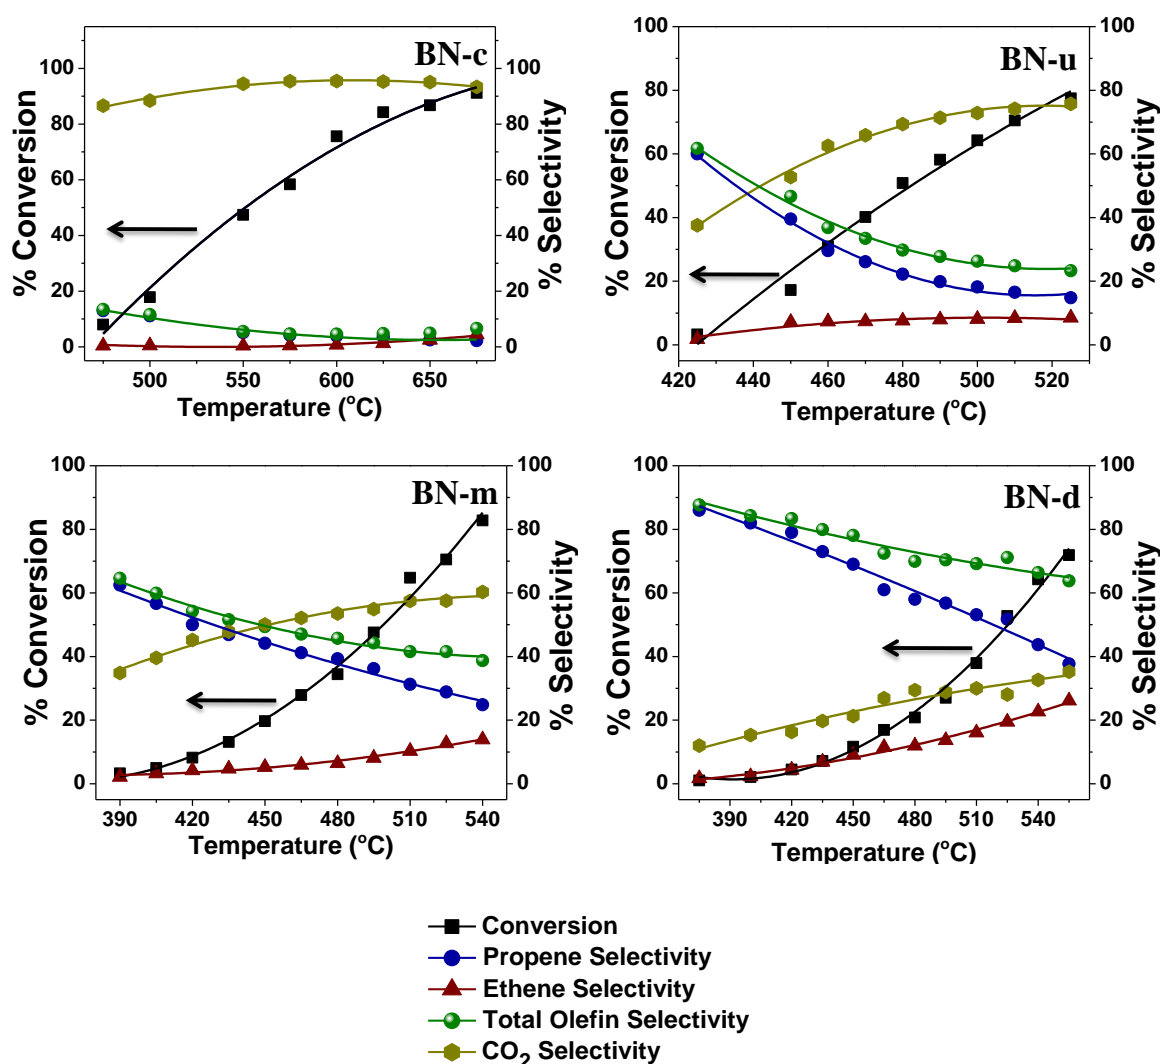 BN-c
% Conversion
100
80
60
40
20
0
100
80
60
40
20
0
% Selectivity
500 550 600 650
Temperature (°C)
BN-u
% Conversion
100
80
60
40
20
0
100
80
60
40
20
0
% Selectivity
420 440 460 480 500 520
Temperature (°C)
BN-m
% Conversion
100
80
60
40
20
0
100
80
60
40
20
0
% Selectivity
390 420 450 480 510 540
Temperature (°C)
BN-d
% Conversion
100
80
60
40
20
0
100
80
60
40
20
0
% Selectivity
390 420 450 480 510 540
Temperature (°C)
Conversion
Propene Selectivity
Ethene Selectivity
Total Olefin Selectivity
CO2 Selectivity